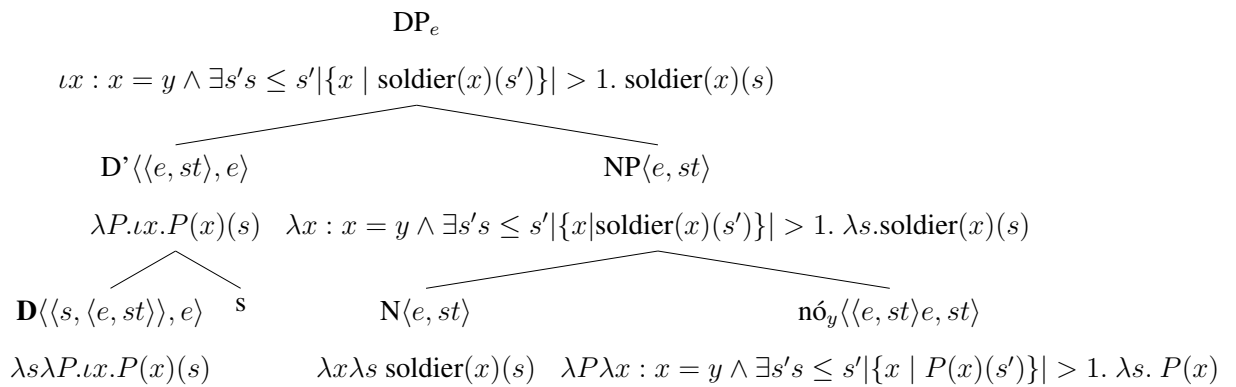 DPₑ
ιx : x = y ∧ ∃s′s ≤ s′|{x | soldier(x)(s′)}| > 1. soldier(x)(s)
D’⟨⟨e, st⟩, e⟩ NP⟨e, st⟩
λP.ιx.P(x)(s) λx : x = y ∧ ∃s′s ≤ s′|{x|soldier(x)(s′)}| > 1. λs.soldier(x)(s)
D⟨⟨s, ⟨e, st⟩⟩, e⟩ s N⟨e, st⟩ nó_y⟨⟨e, st⟩e, st⟩
λsλP.ιx.P(x)(s) λxλs soldier(x)(s) λPλx : x = y ∧ ∃s′s ≤ s′|{x | P(x)(s′)}| > 1. λs. P(x)